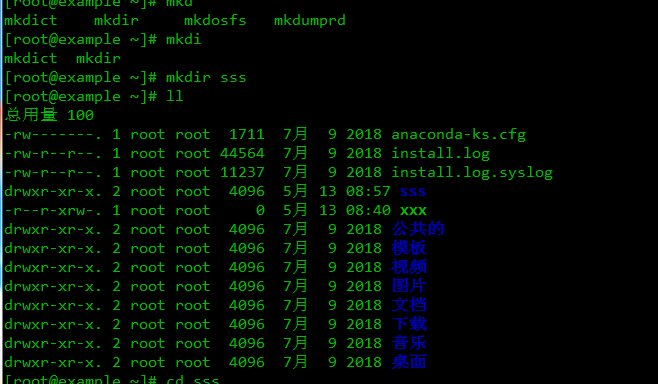 [root@example ~]# mkd
mkdict    mkdir     mkdosfs   mkdumprd
[root@example ~]# mkdi
mkdict  mkdir
[root@example ~]# mkdir sss
[root@example ~]# ll
总用量 100
-rw-------. 1 root root  1711  7月  9 2018 anaconda-ks.cfg
-rw-r--r--. 1 root root 44564  7月  9 2018 install.log
-rw-r--r--. 1 root root 11237  7月  9 2018 install.log.syslog
drwxr-xr-x. 2 root root  4096  5月 13 08:57 sss
-r--r-xrw-. 1 root root     0  5月 13 08:40 xxx
drwxr-xr-x. 2 root root  4096  7月  9 2018 公共的
drwxr-xr-x. 2 root root  4096  7月  9 2018 模板
drwxr-xr-x. 2 root root  4096  7月  9 2018 视频
drwxr-xr-x. 2 root root  4096  7月  9 2018 图片
drwxr-xr-x. 2 root root  4096  7月  9 2018 文档
drwxr-xr-x. 2 root root  4096  7月  9 2018 下载
drwxr-xr-x. 2 root root  4096  7月  9 2018 音乐
drwxr-xr-x. 2 root root  4096  7月  9 2018 桌面
[root@example ~]# cd sss